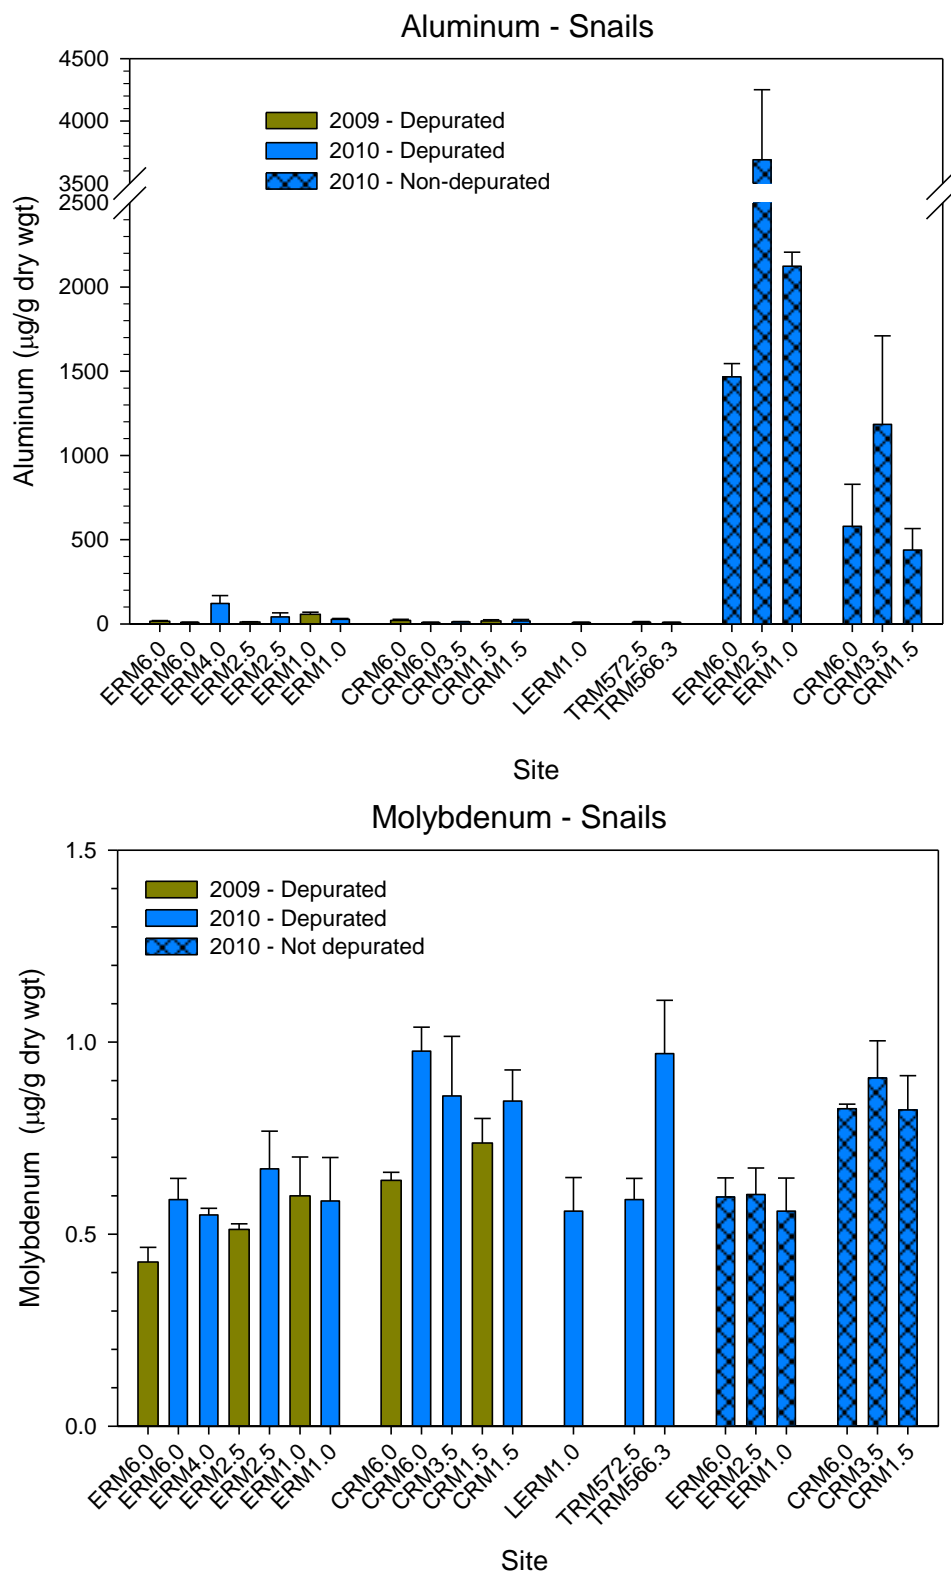 Aluminum - Snails
4500
4000
3500
2500
2000
1500
1000
500
0
Aluminum (µg/g dry wgt)
2009 - Depurated
2010 - Depurated
2010 - Non-depurated
ERM6.0
ERM6.0
ERM4.0
ERM2.5
ERM2.5
ERM1.0
ERM1.0
CRM6.0
CRM6.0
CRM3.5
CRM1.5
CRM1.5
LERM1.0
TRM572.5
TRM566.3
ERM6.0
ERM2.5
ERM1.0
CRM6.0
CRM3.5
CRM1.5
Site
Molybdenum - Snails
1.5
1.0
0.5
0.0
Molybdenum (µg/g dry wgt)
2009 - Depurated
2010 - Depurated
2010 - Not depurated
ERM6.0
ERM6.0
ERM4.0
ERM2.5
ERM2.5
ERM1.0
ERM1.0
CRM6.0
CRM6.0
CRM3.5
CRM1.5
CRM1.5
LERM1.0
TRM572.5
TRM566.3
ERM6.0
ERM2.5
ERM1.0
CRM6.0
CRM3.5
CRM1.5
Site